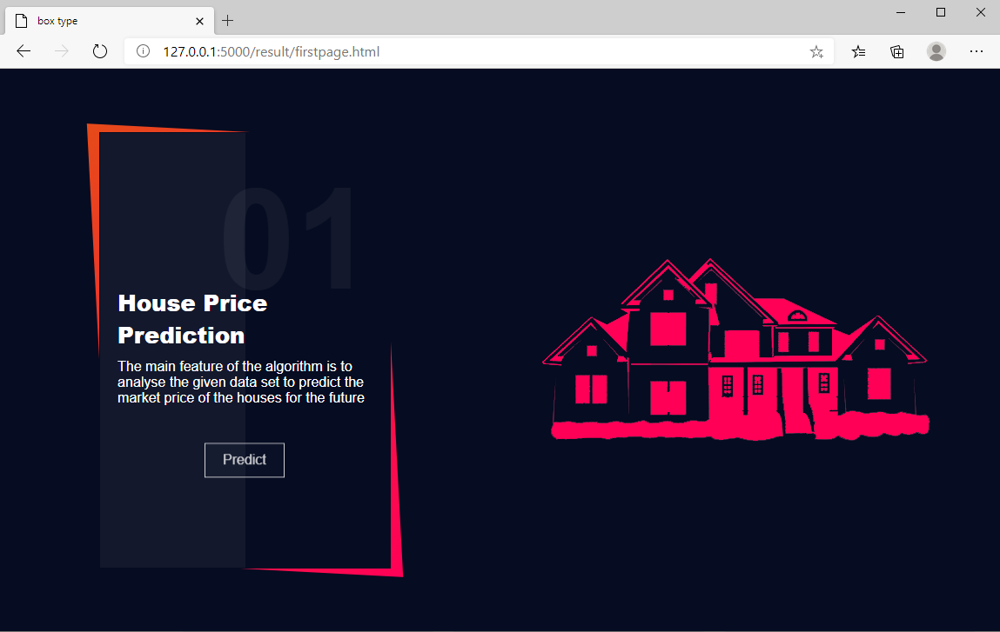 box type
127.0.0.1:5000/result/firstpage.html
01
House Price
Prediction
The main feature of the algorithm is to
analyse the given data set to predict the
market price of the houses for the future
Predict